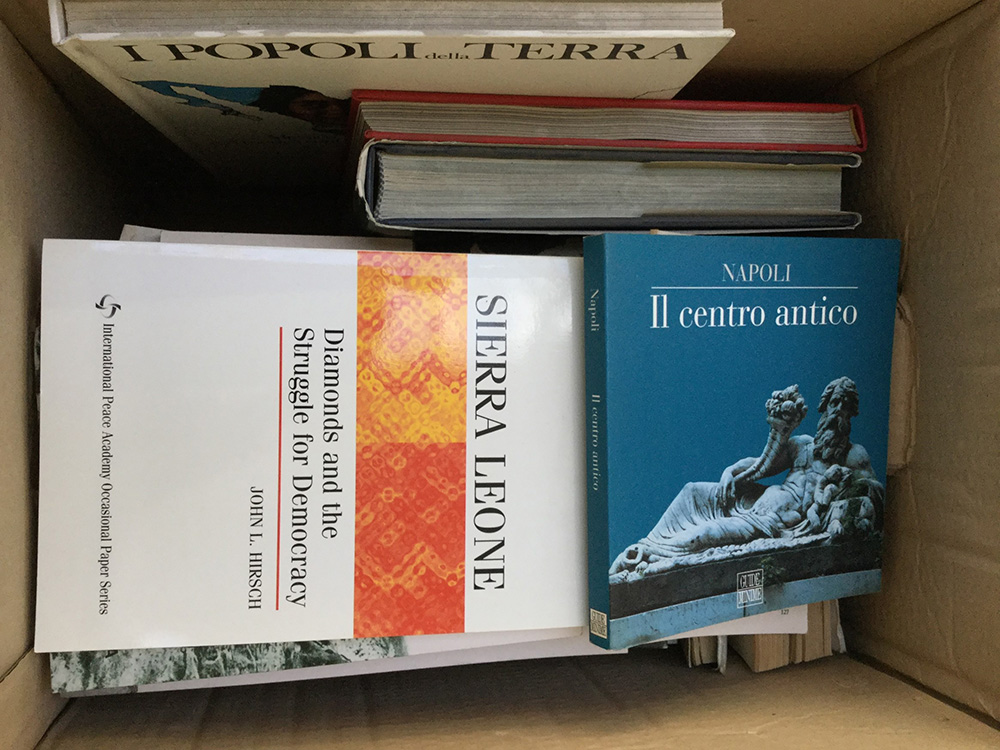 I POPOLI della TERRA
SIERRA LEONE
Diamonds and the
Struggle for Democracy
JOHN L. HIRSCH
International Peace Academy Occasional Paper Series
NAPOLI
Il centro antico
Napoli
Il centro antico
127